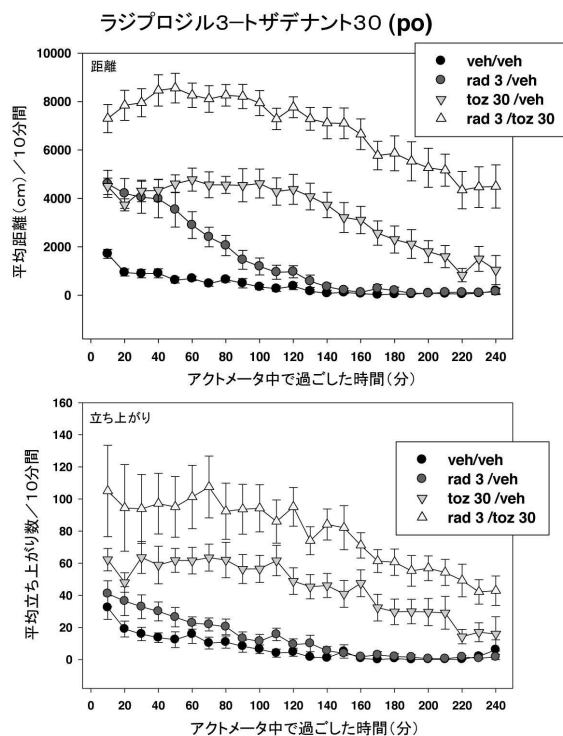 ラジプロジル3ートザデナント30 (po)
距離
veh/veh
rad 3 /veh
toz 30 /veh
rad 3 /toz 30
平均距離(cm)/10分間
10000
8000
6000
4000
2000
0
0 20 40 60 80 100 120 140 160 180 200 220 240
アクトメータ中で過ごした時間(分)
立ち上がり
veh/veh
rad 3 /veh
toz 30 /veh
rad 3 /toz 30
平均立ち上がり数/10分間
160
140
120
100
80
60
40
20
0
0 20 40 60 80 100 120 140 160 180 200 220 240
アクトメータ中で過ごした時間(分)